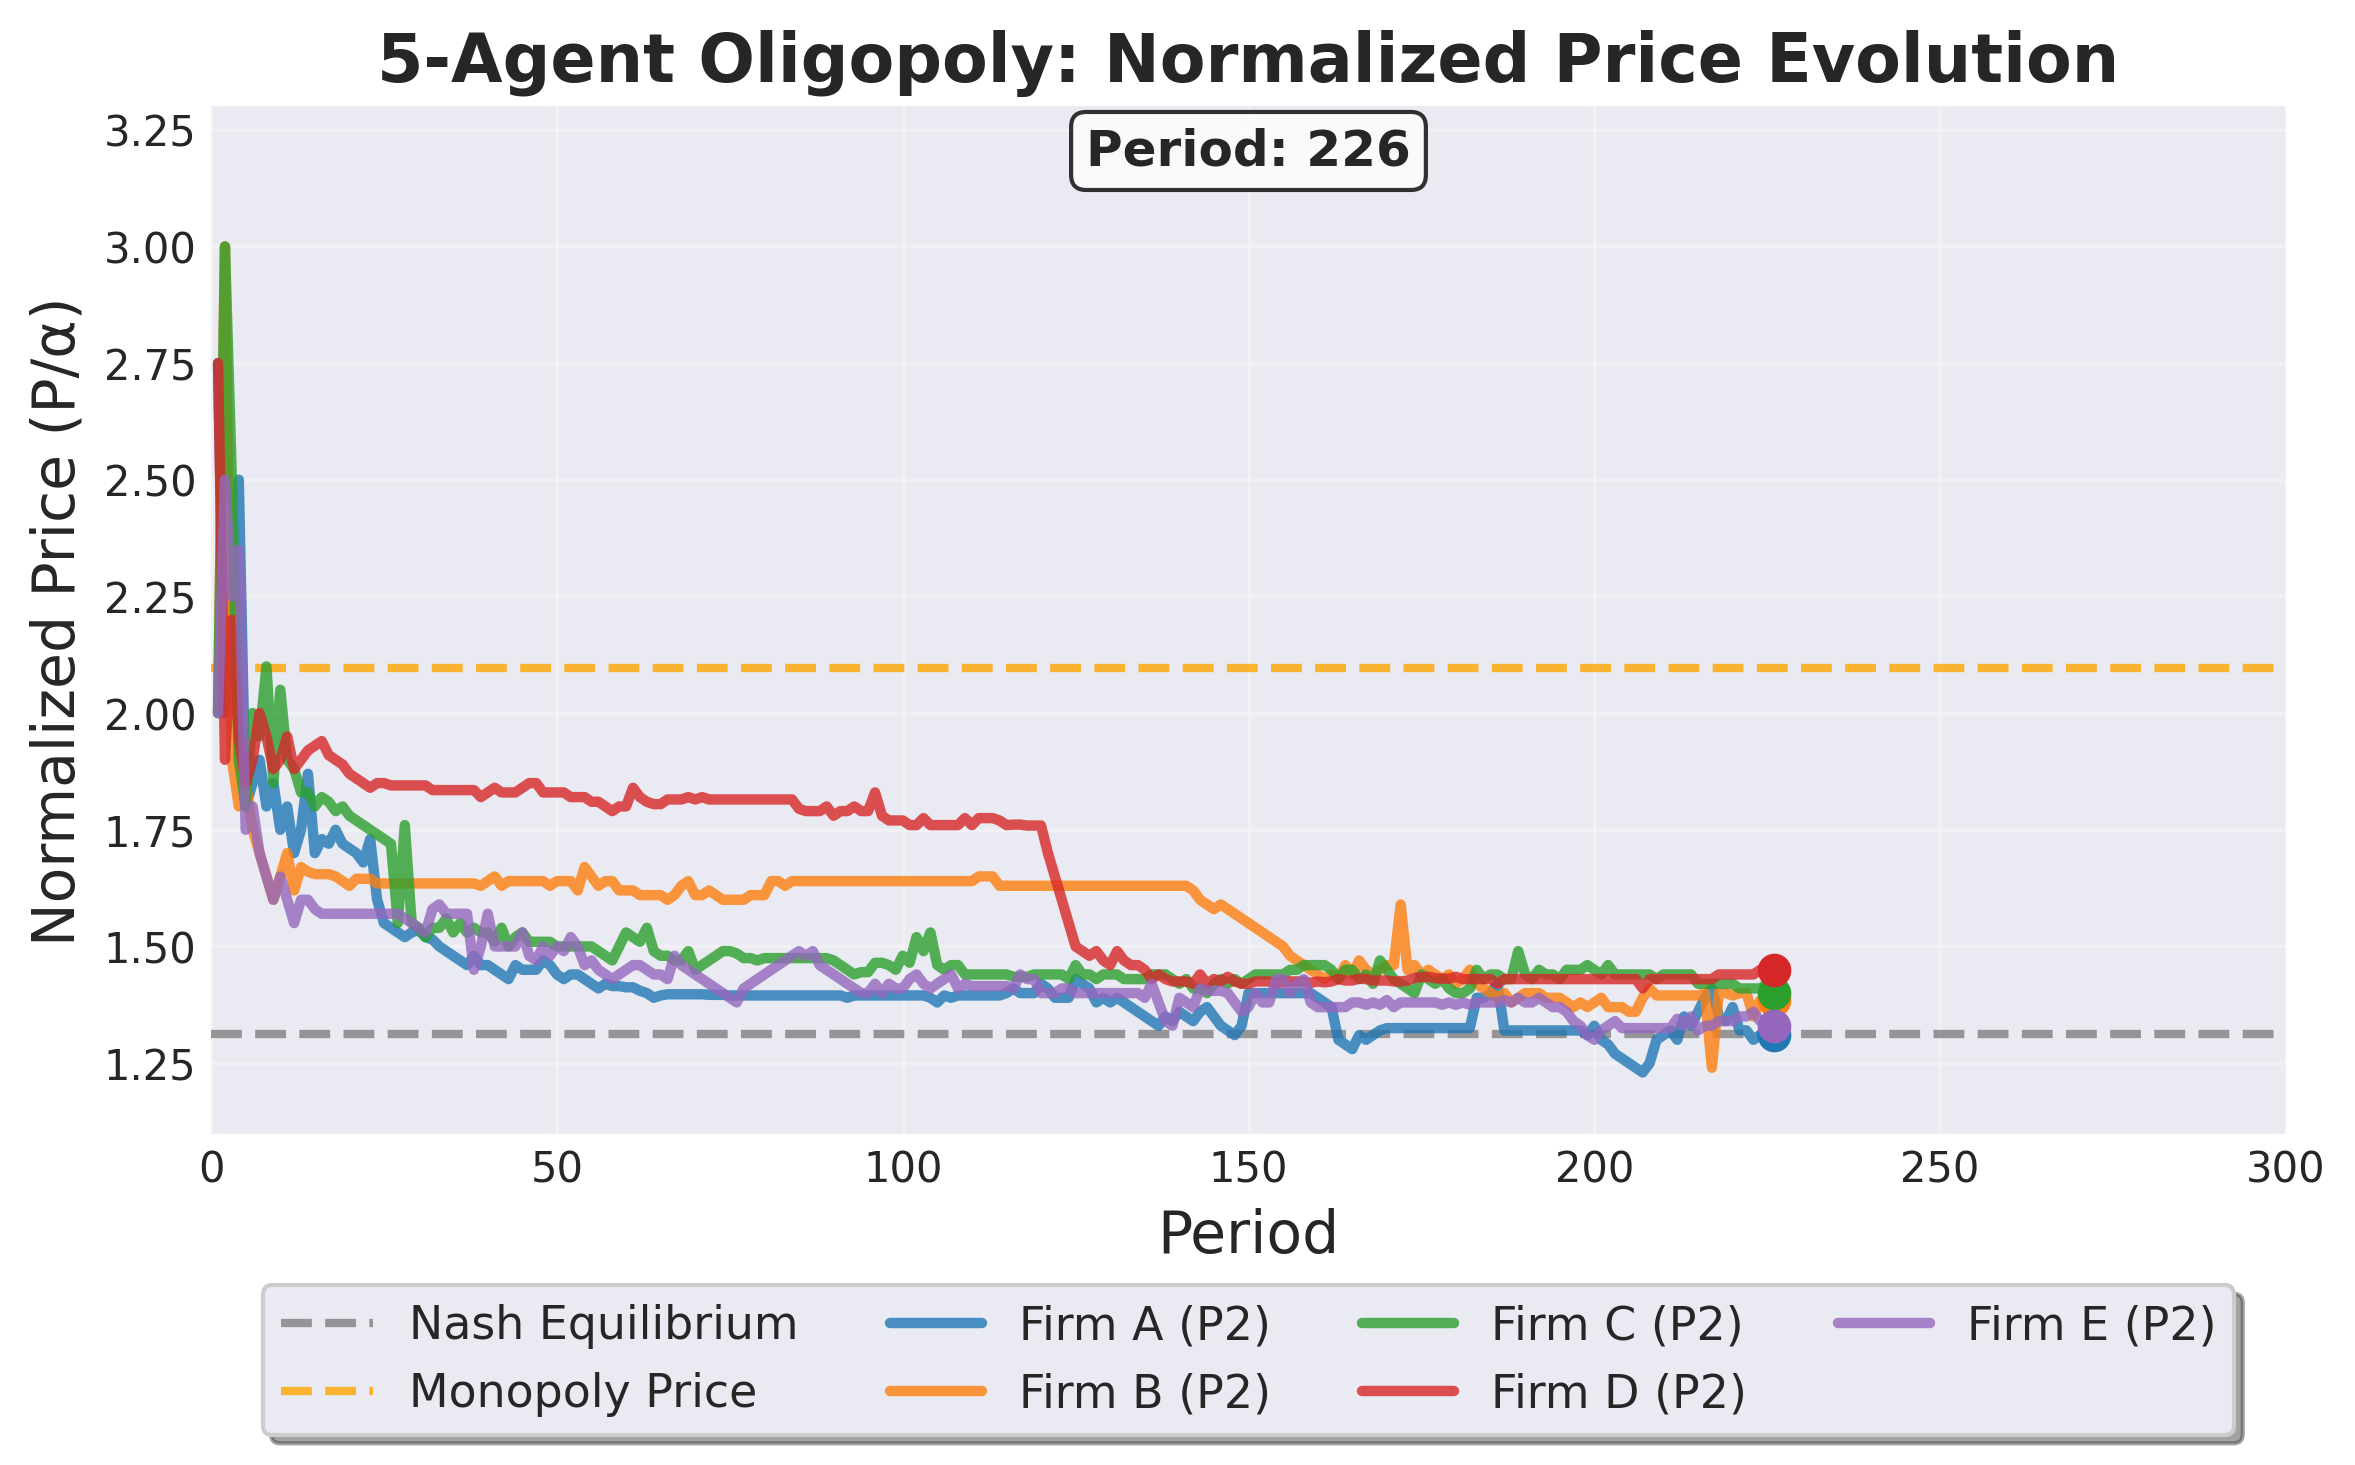 5-Agent Oligopoly: Normalized Price Evolution
Period: 226
Normalized Price (P/α)
3.25
3.00
2.75
2.50
2.25
2.00
1.75
1.50
1.25
0
50
100
150
200
250
300
Period
Nash Equilibrium
Monopoly Price
Firm A (P2)
Firm B (P2)
Firm C (P2)
Firm D (P2)
Firm E (P2)